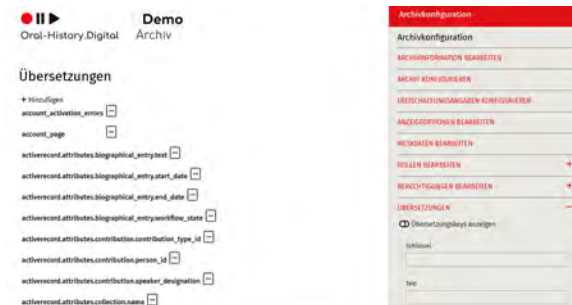 Demo
Oral-History.Digital Archiv
Übersetzungen
+ Hinzufügen
account_activation_errors
account_page
activerecord.attributes.biographical_entry.text
activerecord.attributes.biographical_entry.start_date
activerecord.attributes.biographical_entry.end_date
activerecord.attributes.biographical_entry.workflow_state
activerecord.attributes.contribution.contribution_type_id
activerecord.attributes.contribution.person_id
activerecord.attributes.contribution.speaker_designation
activerecord.attributes.collection.name
Archivkonfiguration
Archivkonfiguration
ARCHIVINFORMATION BEARBEITEN
ARCHIV KONFIGURIEREN
FREISCHALTUNGSANGABEN KONFIGURIEREN
ANZEIGEOPTIONEN BEARBEITEN
METADATEN BEARBEITEN
ROLLEN BEARBEITEN +
BERECHTIGUNGEN BEARBEITEN +
ÜBERSETZUNGEN −
Übersetzungskeys anzeigen
Schlüssel
Text